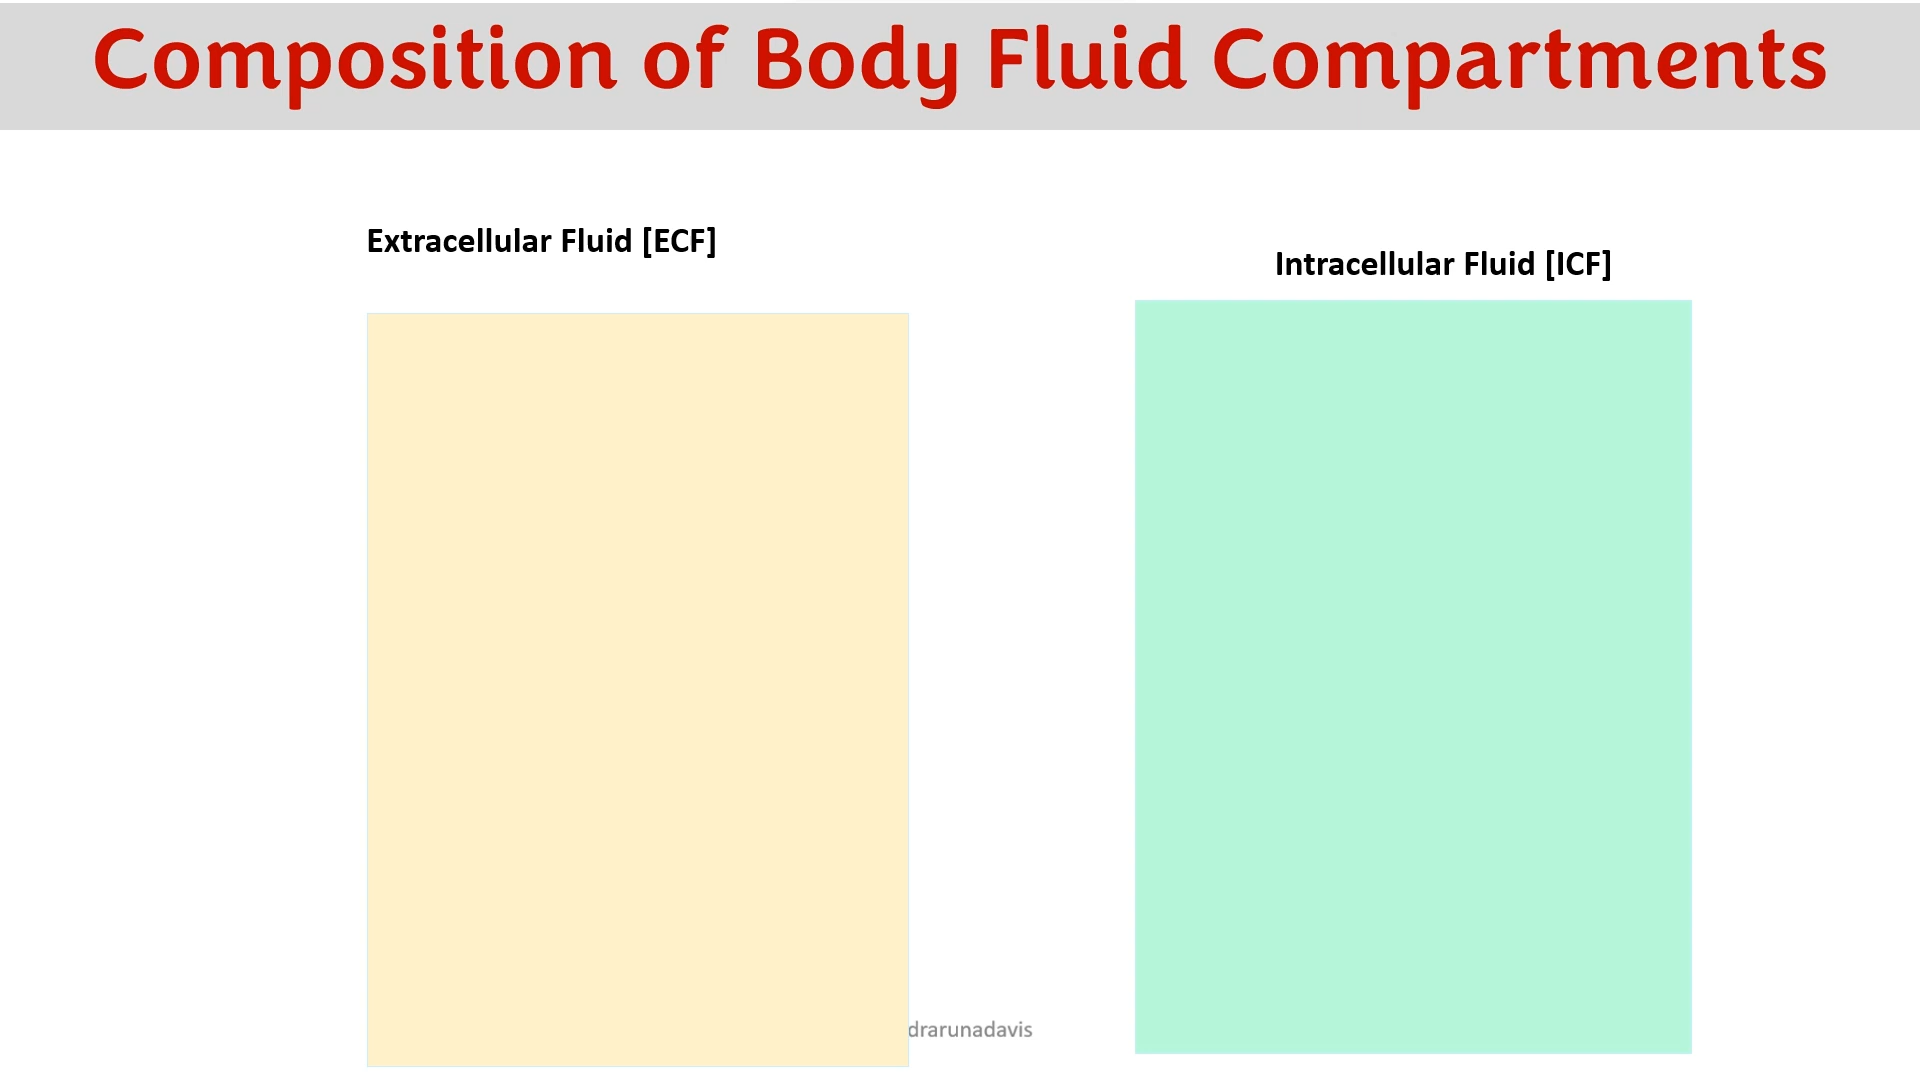 Composition of Body Fluid Compartments
Extracellular Fluid [ECF]
Intracellular Fluid [ICF]
drarunadavis